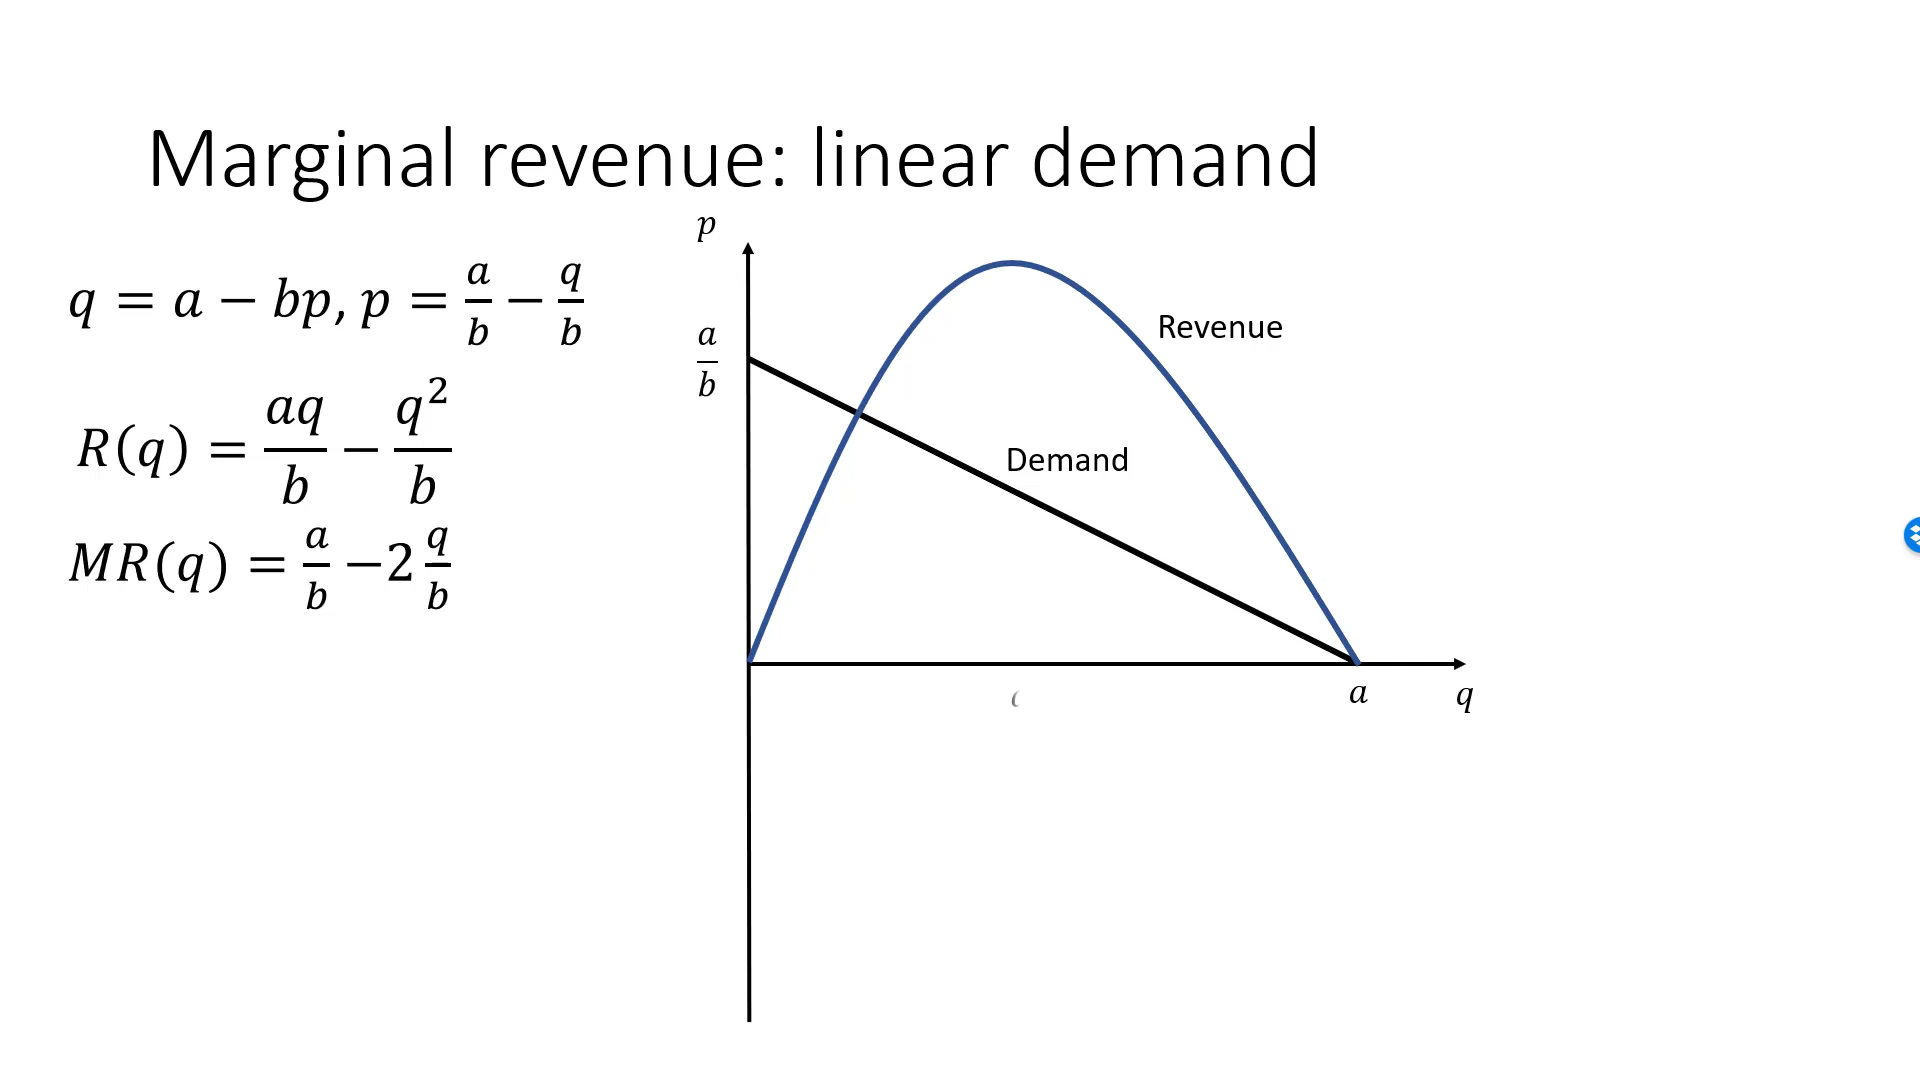 Marginal revenue: linear demand
p
q = a − bp, p = a/b − q/b
a/b
Revenue
R(q) = aq/b − q²/b
Demand
MR(q) = a/b −2 q/b
a
q